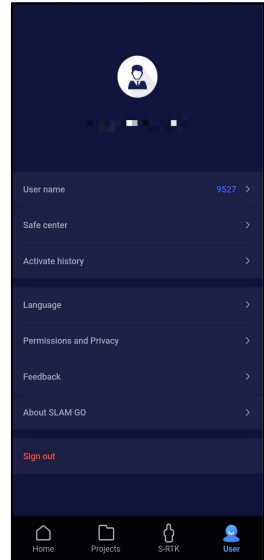 User name 9527
Safe center
Activate history
Language
Permissions and Privacy
Feedback
About SLAM GO
Sign out
Home Projects S-RTK User